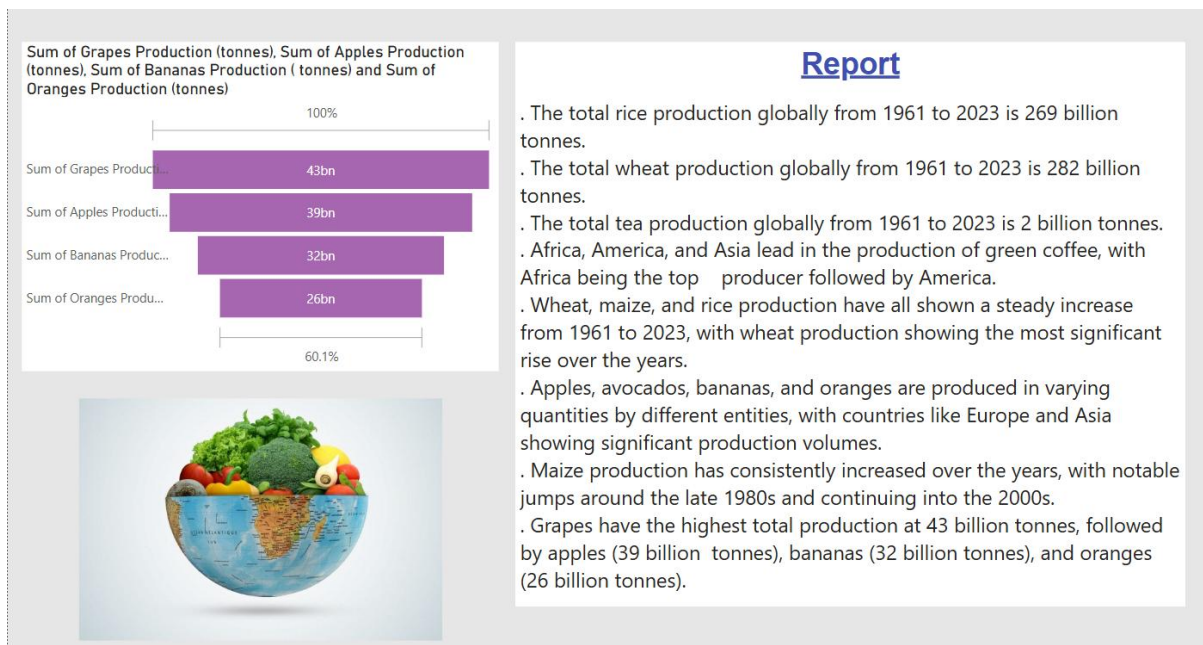 Sum of Grapes Production (tonnes), Sum of Apples Production
(tonnes), Sum of Bananas Production ( tonnes) and Sum of
Oranges Production (tonnes)
100%
Sum of Grapes Producti...
43bn
Sum of Apples Producti...
39bn
Sum of Bananas Produc...
32bn
Sum of Oranges Produ...
26bn
60.1%
Report
. The total rice production globally from 1961 to 2023 is 269 billion
tonnes.
. The total wheat production globally from 1961 to 2023 is 282 billion
tonnes.
. The total tea production globally from 1961 to 2023 is 2 billion tonnes.
. Africa, America, and Asia lead in the production of green coffee, with
Africa being the top    producer followed by America.
. Wheat, maize, and rice production have all shown a steady increase
from 1961 to 2023, with wheat production showing the most significant
rise over the years.
. Apples, avocados, bananas, and oranges are produced in varying
quantities by different entities, with countries like Europe and Asia
showing significant production volumes.
. Maize production has consistently increased over the years, with notable
jumps around the late 1980s and continuing into the 2000s.
. Grapes have the highest total production at 43 billion tonnes, followed
by apples (39 billion  tonnes), bananas (32 billion tonnes), and oranges
(26 billion tonnes).